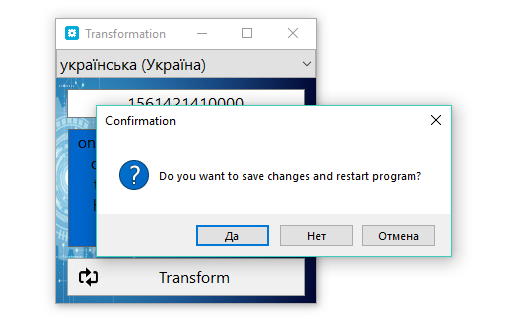 Transformation
українська (Україна)
1561421410000
Confirmation
on
Do you want to save changes and restart program?
Да
Нет
Отмена
Transform